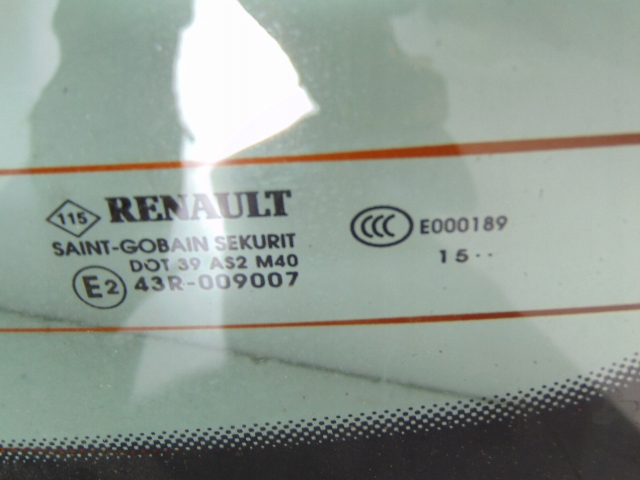 115 RENAULT
SAINT-GOBAIN SEKURIT
DOT 39 AS2 M40
E2 43R-009007
CCC E000189
15··